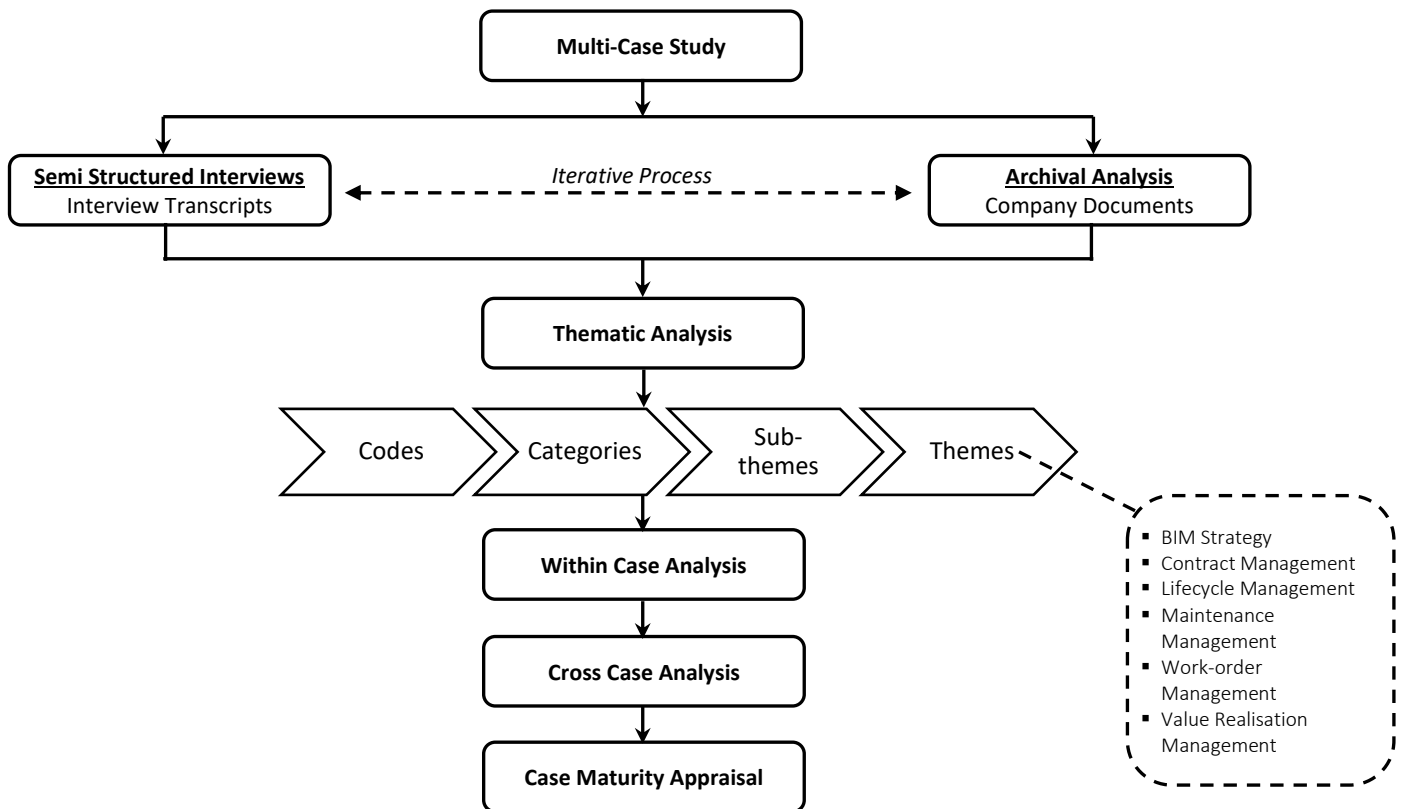 Multi-Case Study
Semi Structured Interviews
Interview Transcripts
Iterative Process
Archival Analysis
Company Documents
Thematic Analysis
Codes
Categories
Sub-
themes
Themes
▪ BIM Strategy
▪ Contract Management
▪ Lifecycle Management
▪ Maintenance
Management
▪ Work-order
Management
▪ Value Realisation
Management
Within Case Analysis
Cross Case Analysis
Case Maturity Appraisal